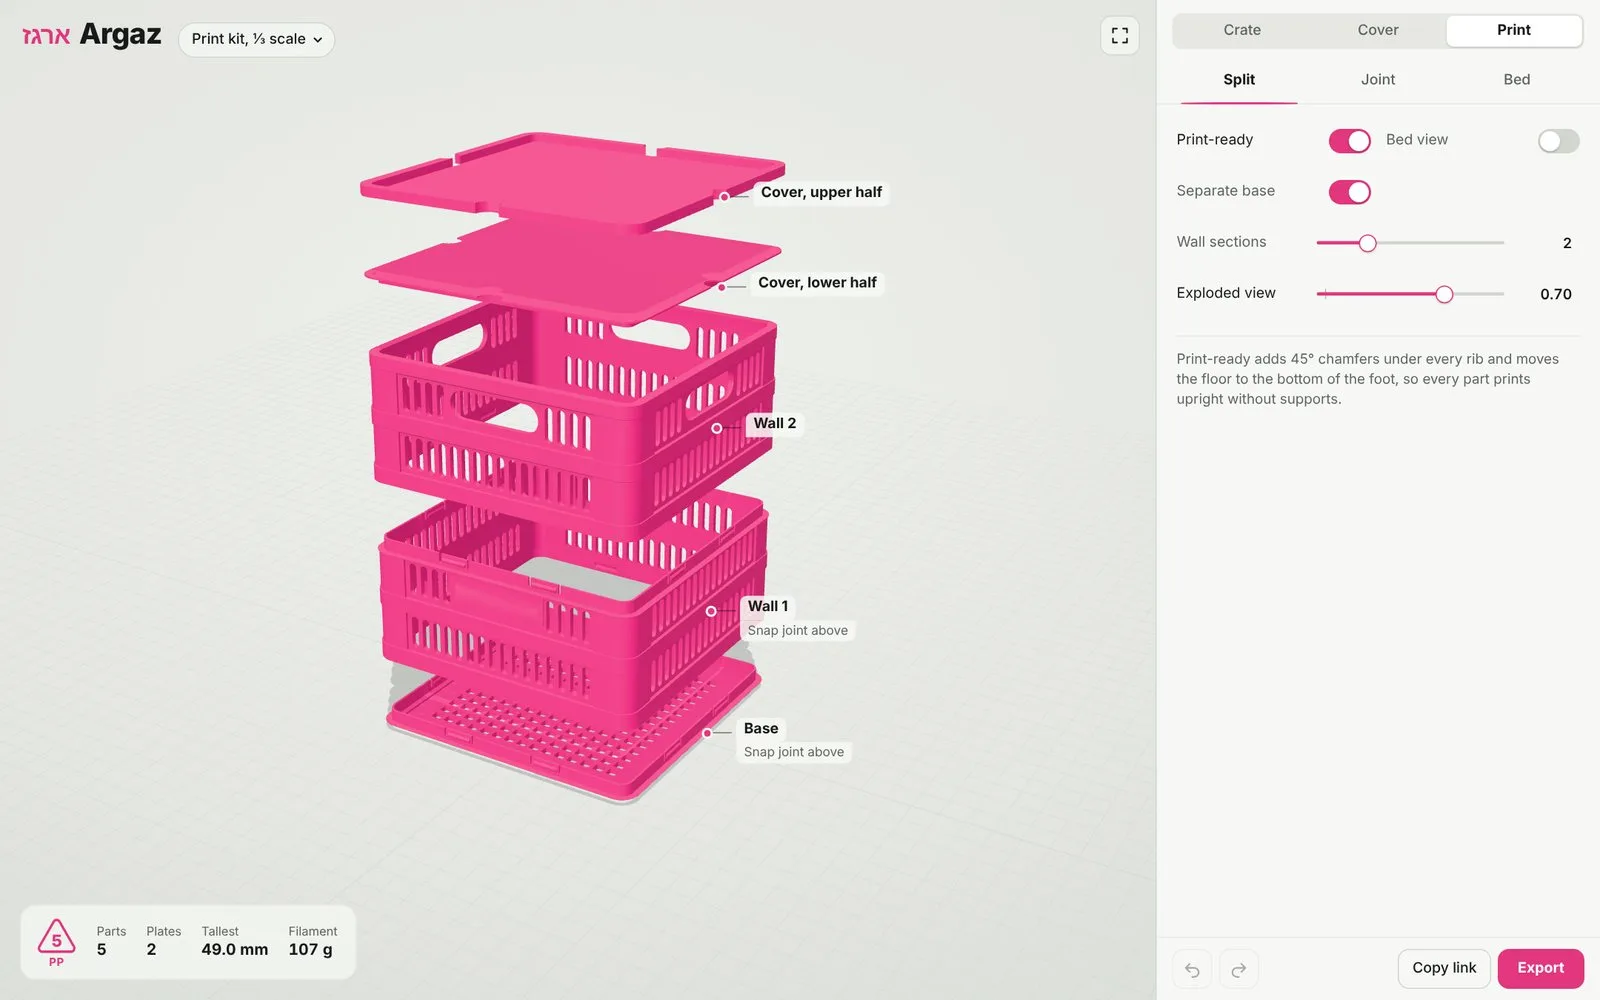 ארגז Argaz
Print kit, ⅓ scale
Cover, upper half
Cover, lower half
Wall 2
Wall 1
Snap joint above
Base
Snap joint above
5
PP
Parts
5
Plates
2
Tallest
49.0 mm
Filament
107 g
Crate
Cover
Print
Split
Joint
Bed
Print-ready
Bed view
Separate base
Wall sections
2
Exploded view
0.70
Print-ready adds 45° chamfers under every rib and moves
the floor to the bottom of the foot, so every part prints
upright without supports.
Copy link
Export